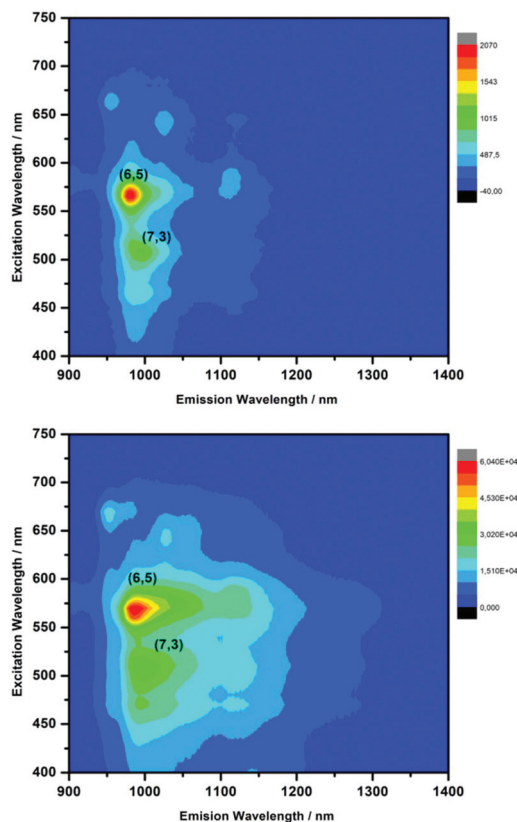 750
700
650
600
550
500
450
400
Excitation Wavelength / nm
(6,5)
(7,3)
2070
1543
1015
487,5
-40,00
900 1000 1100 1200 1300 1400
Emission Wavelength / nm
750
700
650
600
550
500
450
400
Excitation Wavelength / nm
(6,5)
(7,3)
6,040E+04
4,530E+04
3,020E+04
1,510E+04
0,000
900 1000 1100 1200 1300 1400
Emision Wavelength / nm